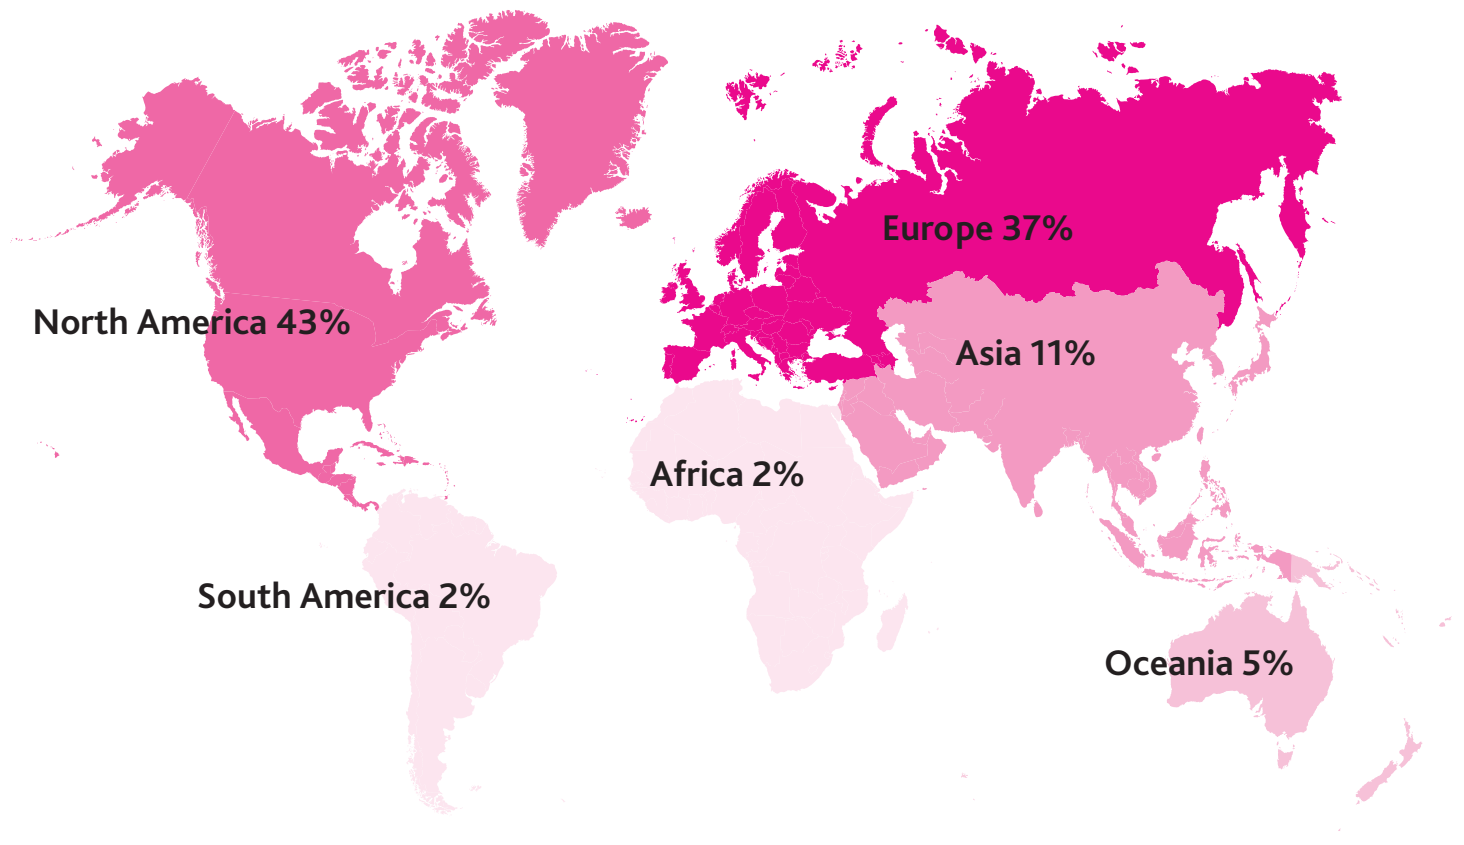 Europe 37%
North America 43%
Asia 11%
Africa 2%
South America 2%
Oceania 5%